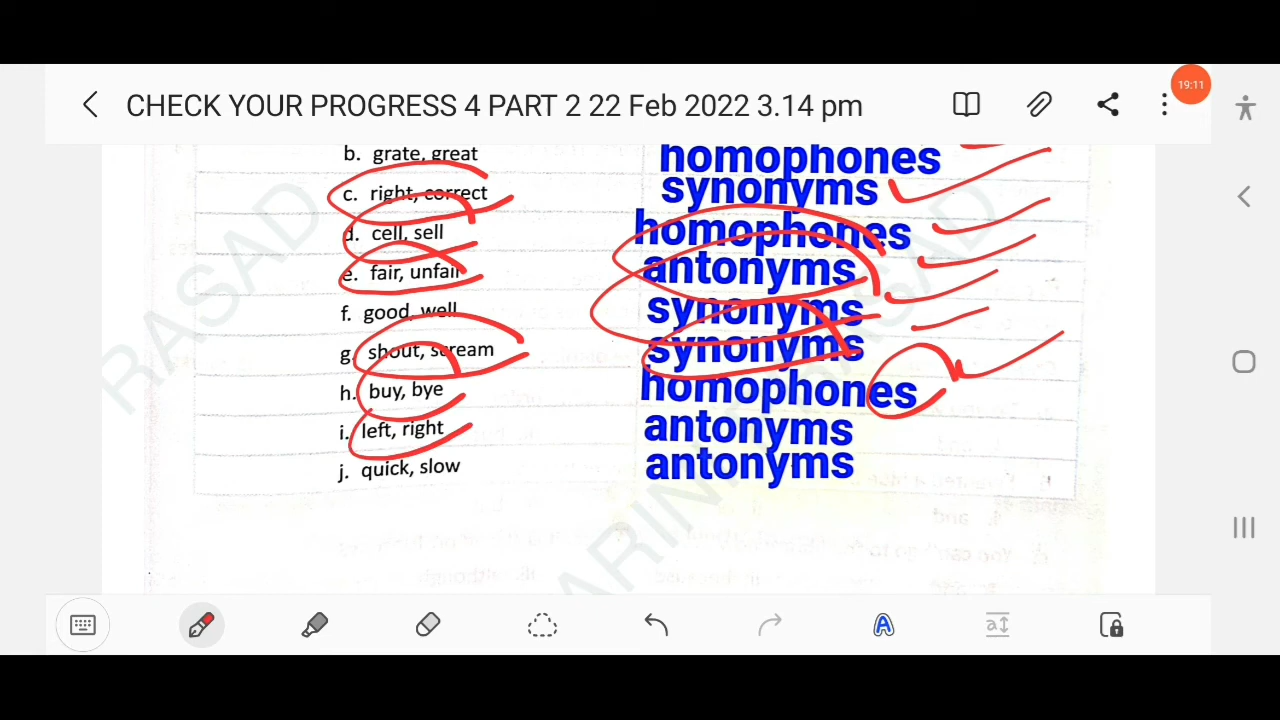 19:11
CHECK YOUR PROGRESS 4 PART 2 22 Feb 2022 3.14 pm
b. grate, great homophones
c. right, correct synonyms
d. cell, sell homophones
e. fair, unfair antonyms
f. good, well synonyms
g. shout, scream synonyms
h. buy, bye homophones
i. left, right antonyms
j. quick, slow antonyms
RASAD